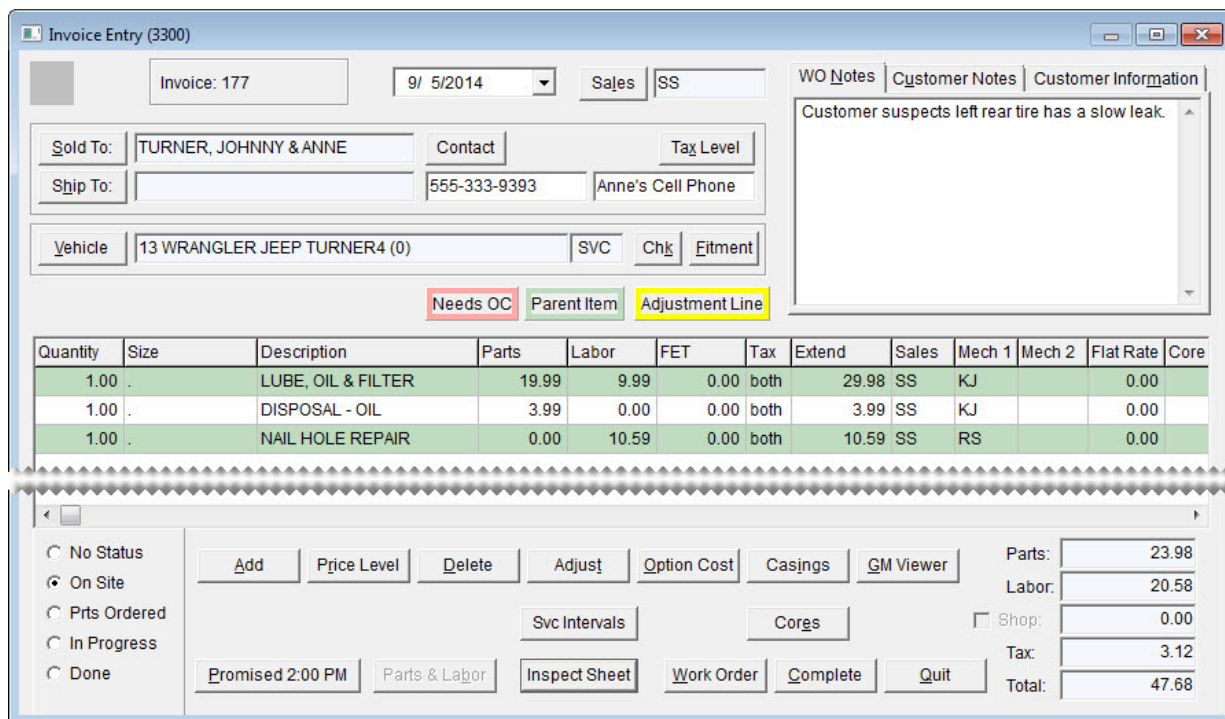 Invoice Entry (3300)
Invoice: 177
9/ 5/2014
Sales SS
WO Notes Customer Notes Customer Information
Customer suspects left rear tire has a slow leak.
Sold To: TURNER, JOHNNY & ANNE Contact Tax Level
Ship To: 555-333-9393 Anne's Cell Phone
Vehicle 13 WRANGLER JEEP TURNER4 (0) SVC Chk Fitment
Needs OC Parent Item Adjustment Line
Quantity Size Description Parts Labor FET Tax Extend Sales Mech 1 Mech 2 Flat Rate Core
1.00 . LUBE, OIL & FILTER 19.99 9.99 0.00 both 29.98 SS KJ 0.00
1.00 . DISPOSAL - OIL 3.99 0.00 0.00 both 3.99 SS KJ 0.00
1.00 . NAIL HOLE REPAIR 0.00 10.59 0.00 both 10.59 SS RS 0.00
No Status
On Site
Prts Ordered
In Progress
Done
Add Price Level Delete Adjust Option Cost Casings GM Viewer
Svc Intervals Cores
Promised 2:00 PM Parts & Labor Inspect Sheet Work Order Complete Quit
Parts: 23.98
Labor: 20.58
Shop: 0.00
Tax: 3.12
Total: 47.68